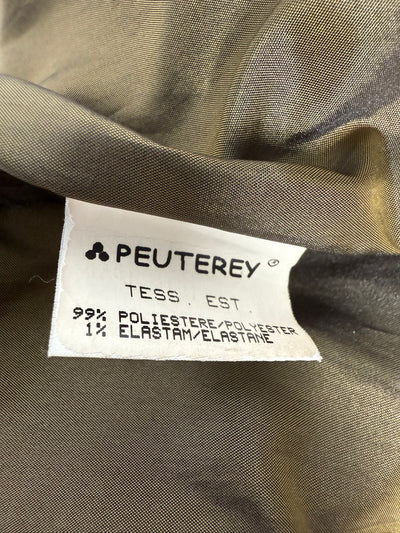 PEUTEREY
TESS. EST.
99% POLIESTERE/POLYESTER
1% ELASTAM/ELASTANE